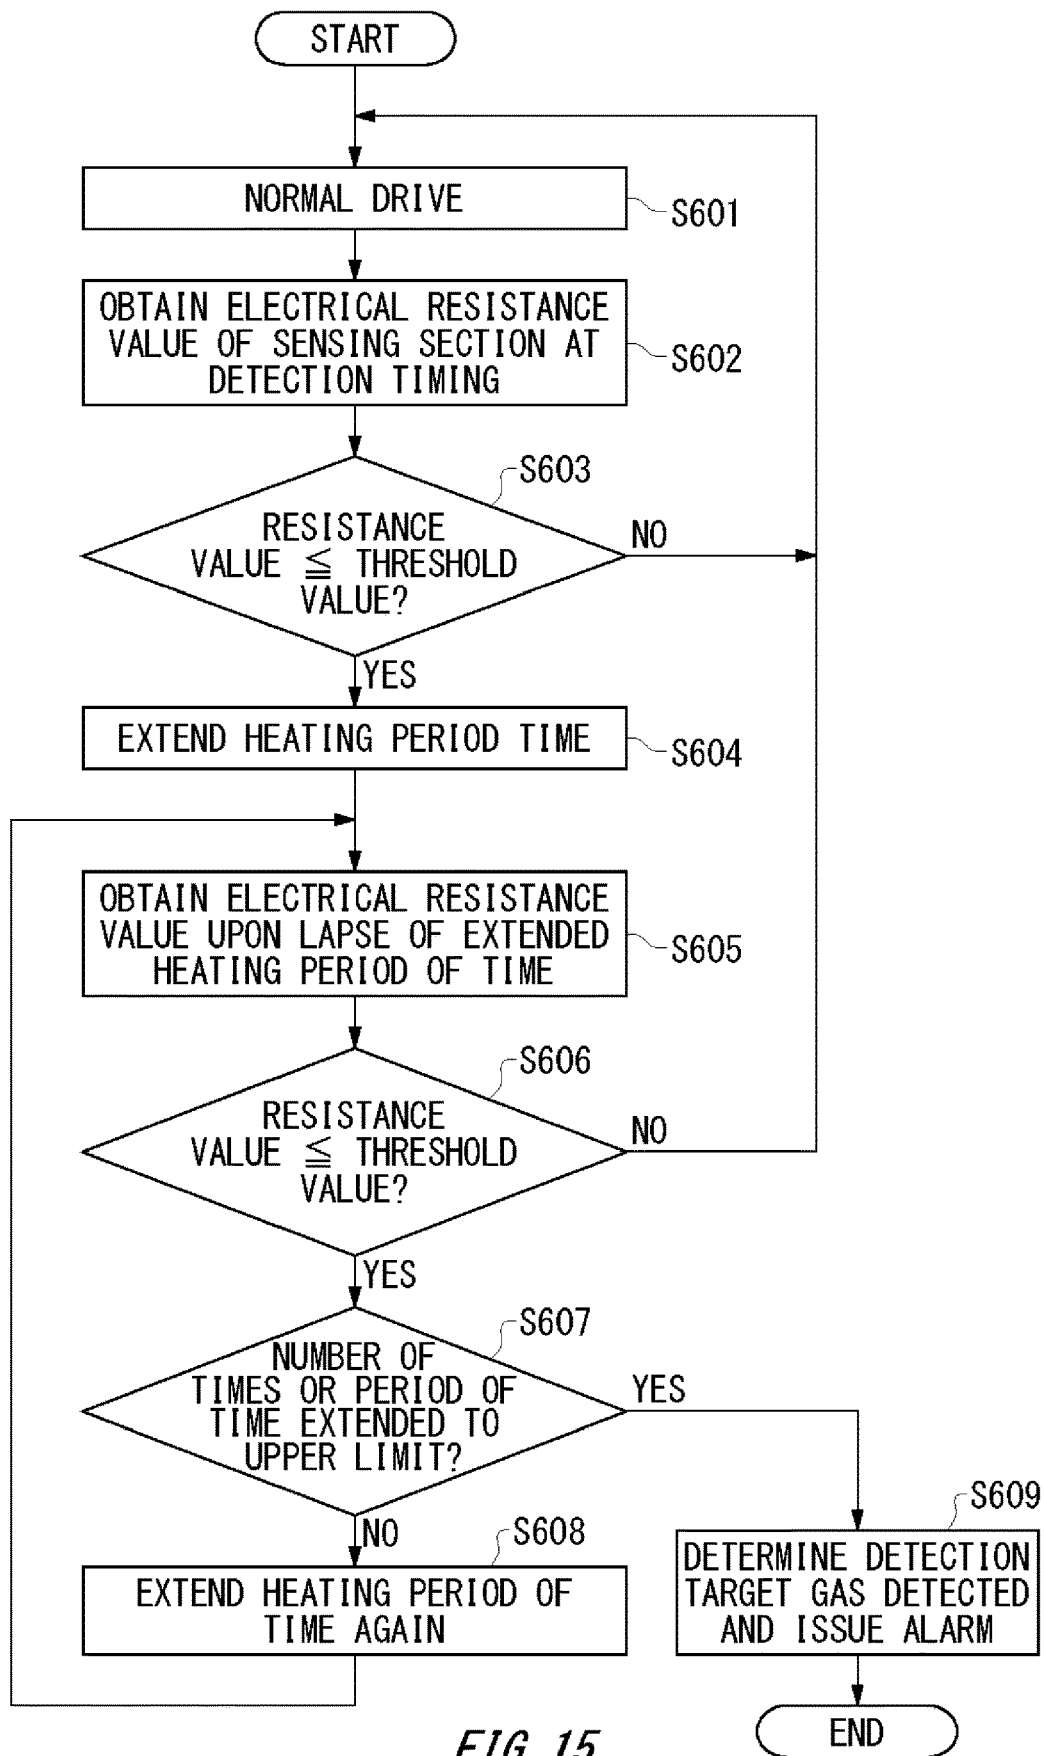 START
NORMAL DRIVE
S601
OBTAIN ELECTRICAL RESISTANCE
VALUE OF SENSING SECTION AT
DETECTION TIMING
S602
S603
RESISTANCE
VALUE ≦ THRESHOLD
VALUE?
NO
YES
EXTEND HEATING PERIOD TIME
S604
OBTAIN ELECTRICAL RESISTANCE
VALUE UPON LAPSE OF EXTENDED
HEATING PERIOD OF TIME
S605
S606
RESISTANCE
VALUE ≦ THRESHOLD
VALUE?
NO
YES
S607
NUMBER OF
TIMES OR PERIOD OF
TIME EXTENDED TO
UPPER LIMIT?
YES
NO
S608
EXTEND HEATING PERIOD OF
TIME AGAIN
S609
DETERMINE DETECTION
TARGET GAS DETECTED
AND ISSUE ALARM
END
FIG 15